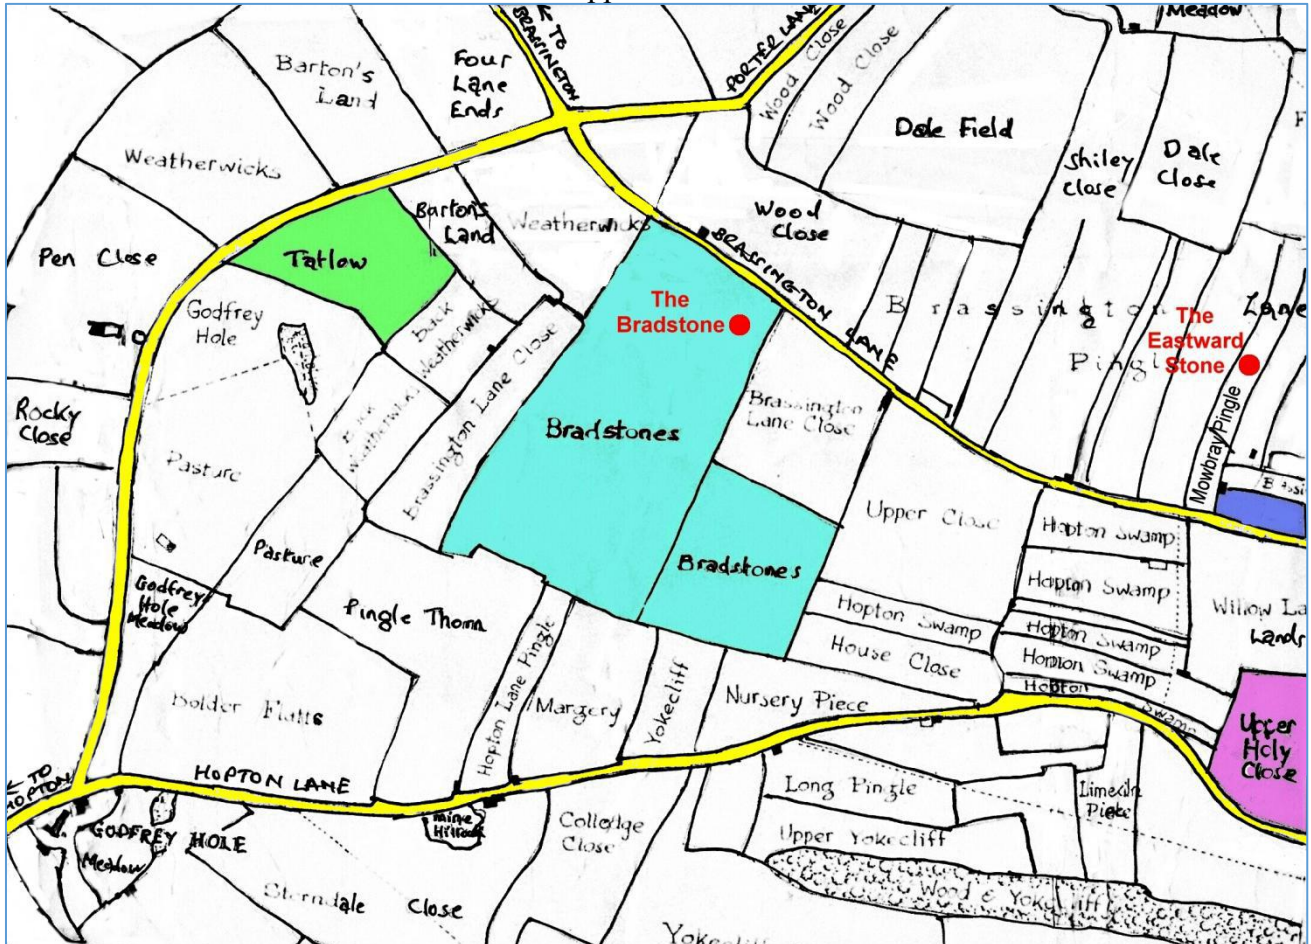 Meadow
TO
BRASSINGTON
PORTER LANE
Wood Close
Wood Close
Four
Lane
Ends
Barton's
Land
Dale Field
Shiley
Close
Dale
Close
Weatherwicks
Barton's
Land
Weatherwicks
Wood
Close
Pen Close
Tatlow
BRASSINGTON LANE
Brassington Lane
Pingle
The
Bradstone
The
Eastward
Stone
Godfrey
Hole
Back
Weatherwicks
Back
Weatherwicks
Brassington Lane Close
Rocky
Close
Bradstones
Brassington
Lane Close
Mowbray Pingle
Pasture
Upper Close
Hopton Swamp
Pasture
Bradstones
Hopton Swamp
Godfrey
Hole
Meadow
Pingle Thorn
Hopton Swamp
Willow La
Lands
Hopton Swamp
House Close
Hopton Swamp
Hopton
Swamp
Hopton Lane Pingle
Margery
Yokecliff
Nursery Piece
Bolder Flatts
Upper
Holy
Close
TO
HOPTON
HOPTON LANE
Long Pingle
Limekiln
Piece
GODFREY HOLE
Meadow
Mine
Hillock
Colledge
Close
Upper Yokecliff
Wood & Yokecliff
Storndale Close
Yokecliff